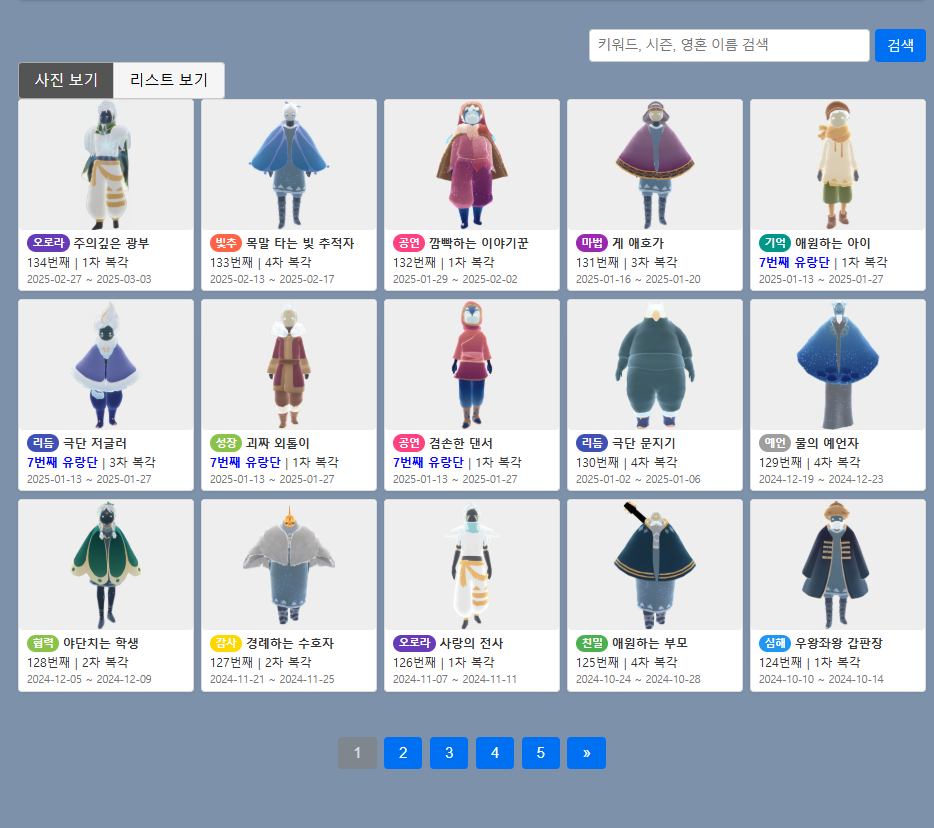 키워드, 시즌, 영혼 이름 검색 검색
사진 보기 리스트 보기
오로라 주의깊은 광부
134번째 | 1차 복각
2025-02-27 ~ 2025-03-03
빛추 목말 타는 빛 추적자
133번째 | 4차 복각
2025-02-13 ~ 2025-02-17
공연 깜빡하는 이야기꾼
132번째 | 1차 복각
2025-01-29 ~ 2025-02-02
마법 게 애호가
131번째 | 3차 복각
2025-01-16 ~ 2025-01-20
기억 애원하는 아이
7번째 유랑단 | 1차 복각
2025-01-13 ~ 2025-01-27
리듬 극단 저글러
7번째 유랑단 | 3차 복각
2025-01-13 ~ 2025-01-27
성장 괴짜 외톨이
7번째 유랑단 | 1차 복각
2025-01-13 ~ 2025-01-27
공연 겸손한 댄서
7번째 유랑단 | 1차 복각
2025-01-13 ~ 2025-01-27
리듬 극단 문지기
130번째 | 4차 복각
2025-01-02 ~ 2025-01-06
예언 물의 예언자
129번째 | 4차 복각
2024-12-19 ~ 2024-12-23
협력 야단치는 학생
128번째 | 2차 복각
2024-12-05 ~ 2024-12-09
감사 경례하는 수호자
127번째 | 2차 복각
2024-11-21 ~ 2024-11-25
오로라 사랑의 전사
126번째 | 1차 복각
2024-11-07 ~ 2024-11-11
친밀 애원하는 부모
125번째 | 4차 복각
2024-10-24 ~ 2024-10-28
심해 우왕좌왕 갑판장
124번째 | 1차 복각
2024-10-10 ~ 2024-10-14
1 2 3 4 5 »